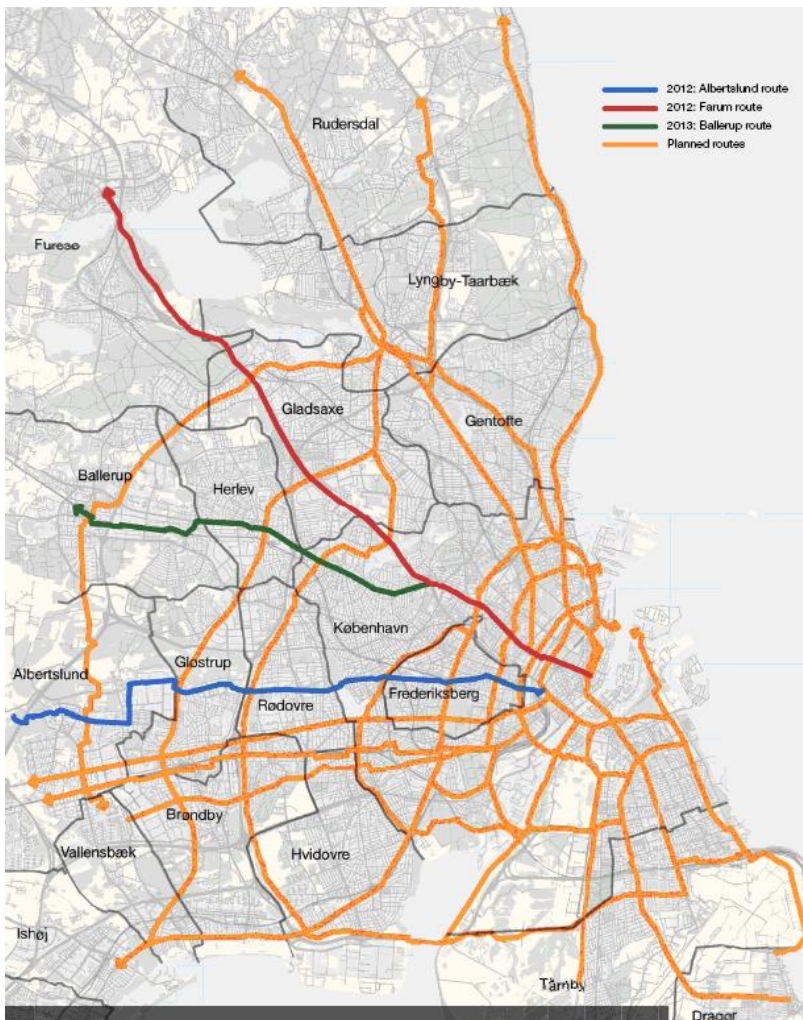 2012: Albertslund route
2012: Farum route
2013: Ballerup route
Planned routes
Rudersdal
Furesø
Lyngby-Taarbæk
Gladsaxe
Gentofte
Ballerup
Herlev
København
Albertslund
Glostrup
Rødovre
Frederiksberg
Brøndby
Vallensbæk
Hvidovre
Ishøj
Tårnby
Dragør